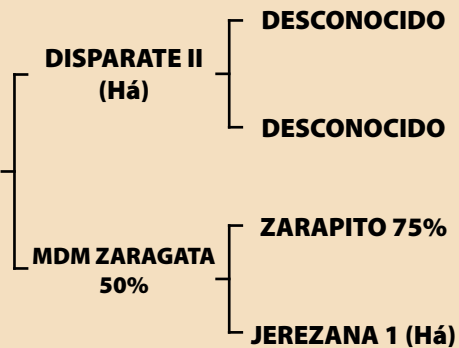 DESCONOCIDO
DISPARATE II
(Há)
DESCONOCIDO
ZARAPITO 75%
MDM ZARAGATA
50%
JEREZANA 1 (Há)